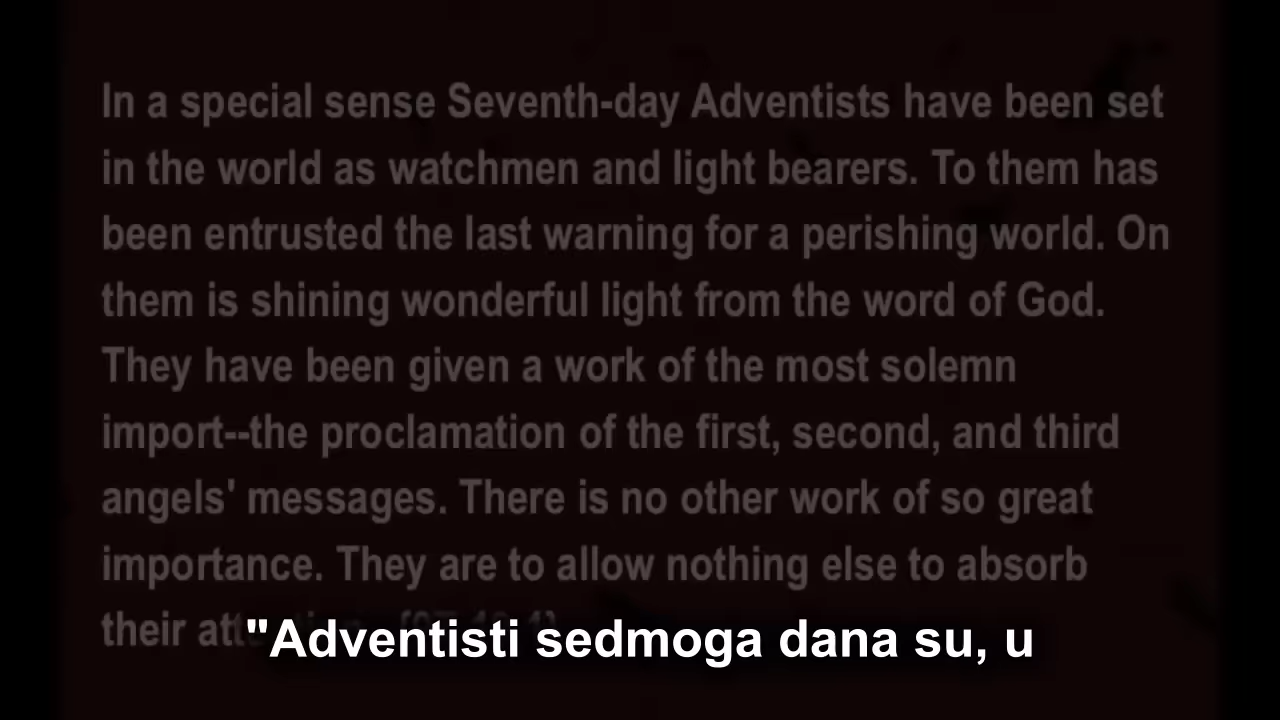 In a special sense Seventh-day Adventists have been set
in the world as watchmen and light bearers. To them has
been entrusted the last warning for a perishing world. On
them is shining wonderful light from the word of God.
They have been given a work of the most solemn
import--the proclamation of the first, second, and third
angels' messages. There is no other work of so great
importance. They are to allow nothing else to absorb
their
"Adventisti sedmoga dana su, u